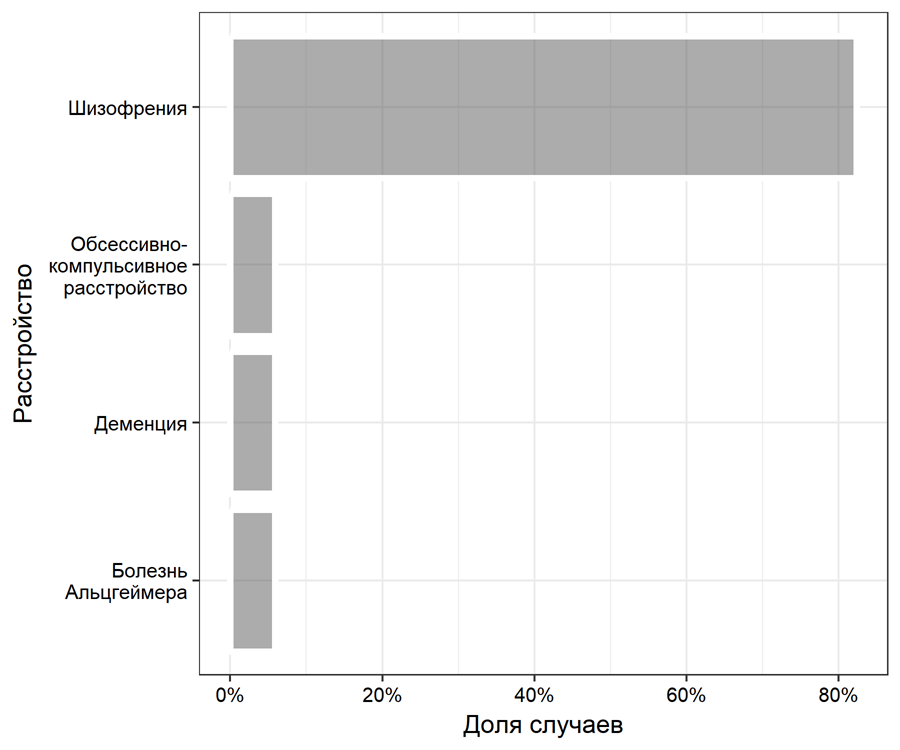 Расстройство
Шизофрения
Обсессивно-
компульсивное
расстройство
Деменция
Болезнь
Альцгеймера
0%
20%
40%
60%
80%
Доля случаев